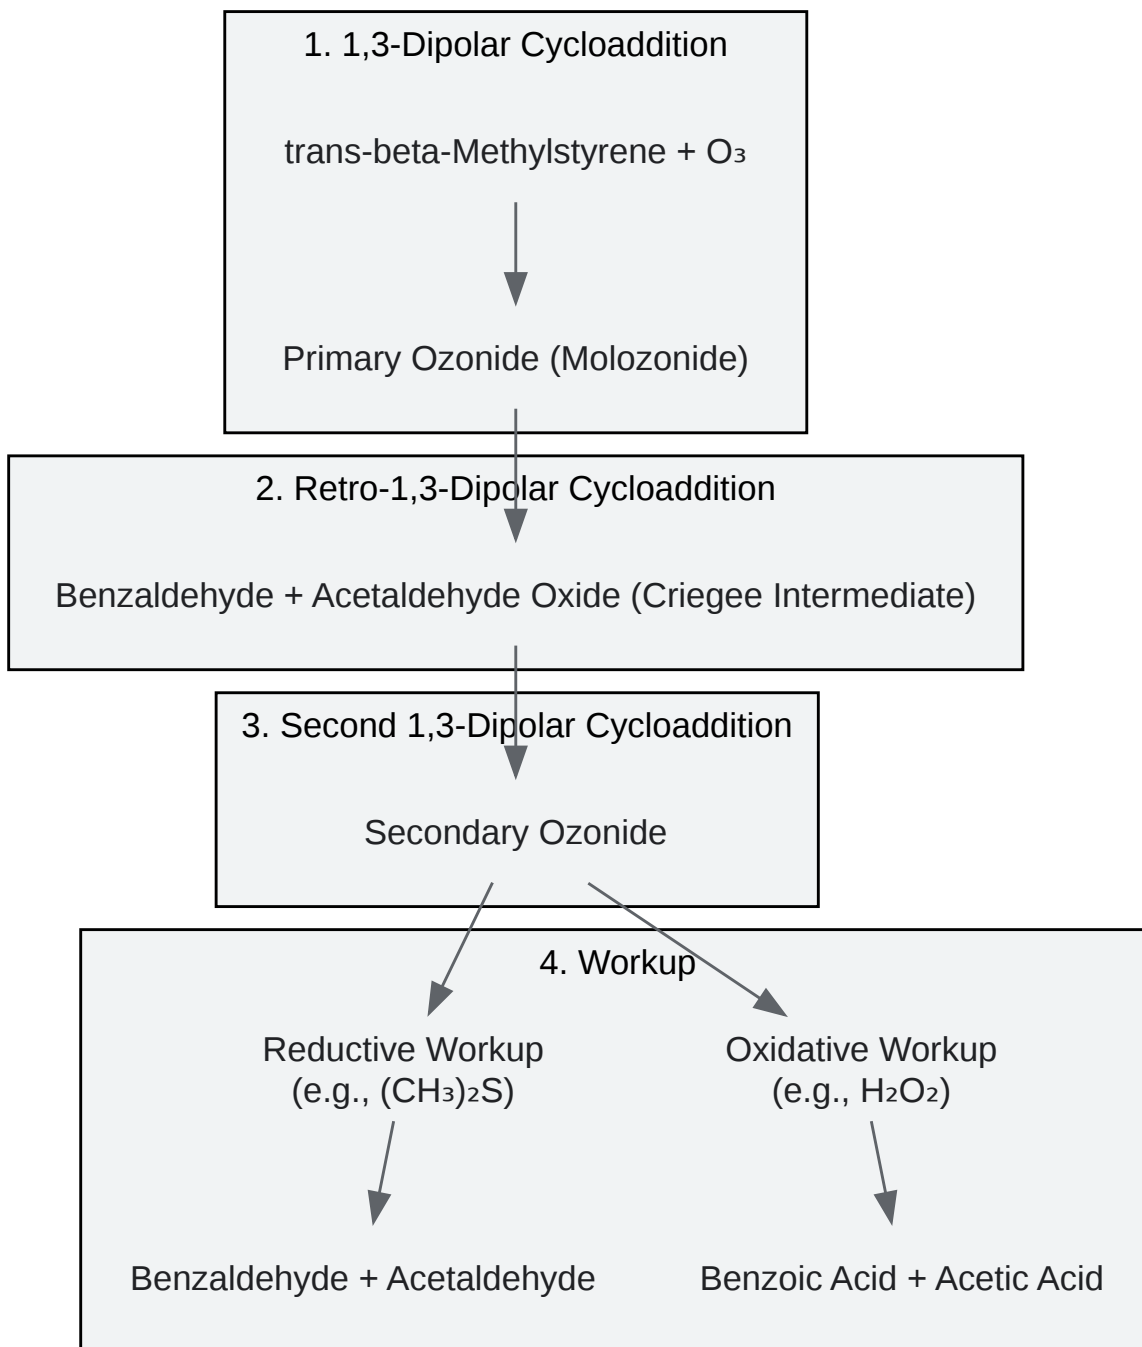 1. 1,3-Dipolar Cycloaddition
trans-beta-Methylstyrene + O₃
Primary Ozonide (Molozonide)
2. Retro-1,3-Dipolar Cycloaddition
Benzaldehyde + Acetaldehyde Oxide (Criegee Intermediate)
3. Second 1,3-Dipolar Cycloaddition
Secondary Ozonide
4. Workup
Reductive Workup
(e.g., (CH₃)₂S)
Oxidative Workup
(e.g., H₂O₂)
Benzaldehyde + Acetaldehyde
Benzoic Acid + Acetic Acid